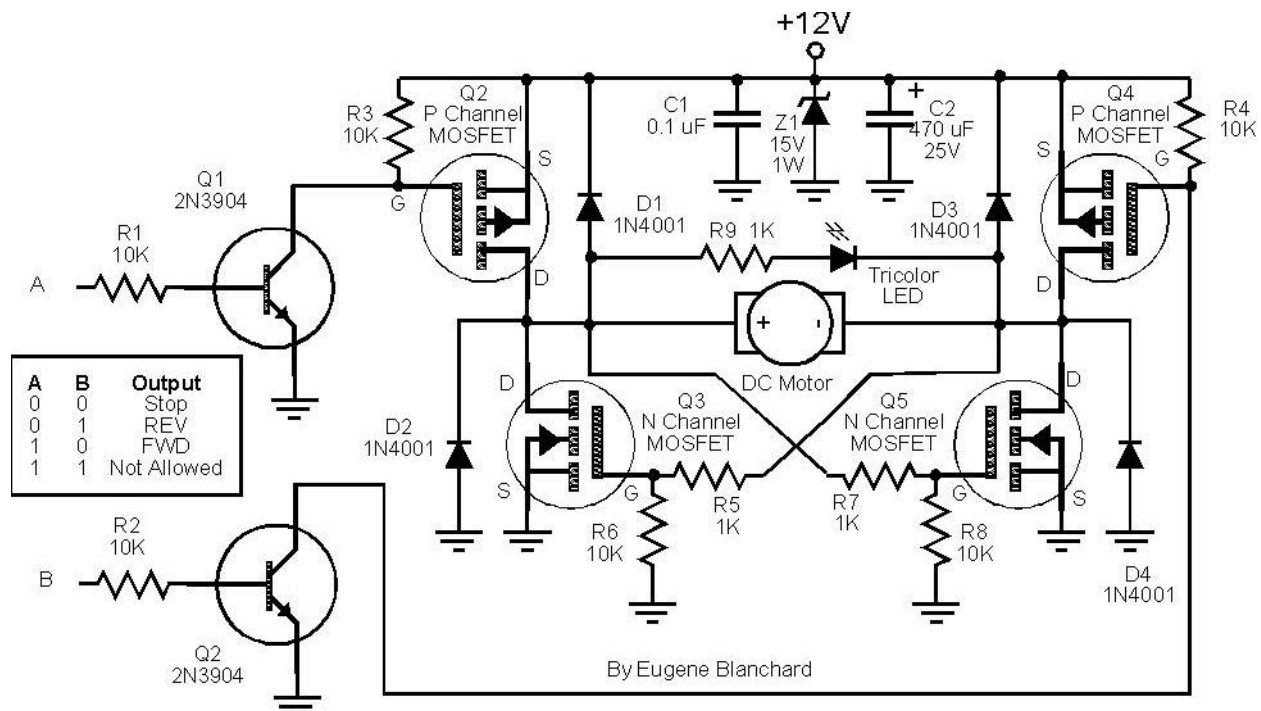 +12V
R3
10K
Q2
P Channel
MOSFET
S
G
D
C1
0.1 uF
Z1
15V
1W
+
C2
470 uF
25V
Q4
P Channel
MOSFET
S
G
D
R4
10K
Q1
2N3904
R1
10K
A
D1
1N4001
D3
1N4001
R9 1K
Tricolor
LED
+ -
DC Motor
A B Output
0 0 Stop
0 1 REV
1 0 FWD
1 1 Not Allowed
D2
1N4001
D
S
G
Q3
N Channel
MOSFET
Q5
N Channel
MOSFET
D
G
S
R5
1K
R7
1K
R6
10K
R8
10K
D4
1N4001
R2
10K
B
Q2
2N3904
By Eugene Blanchard